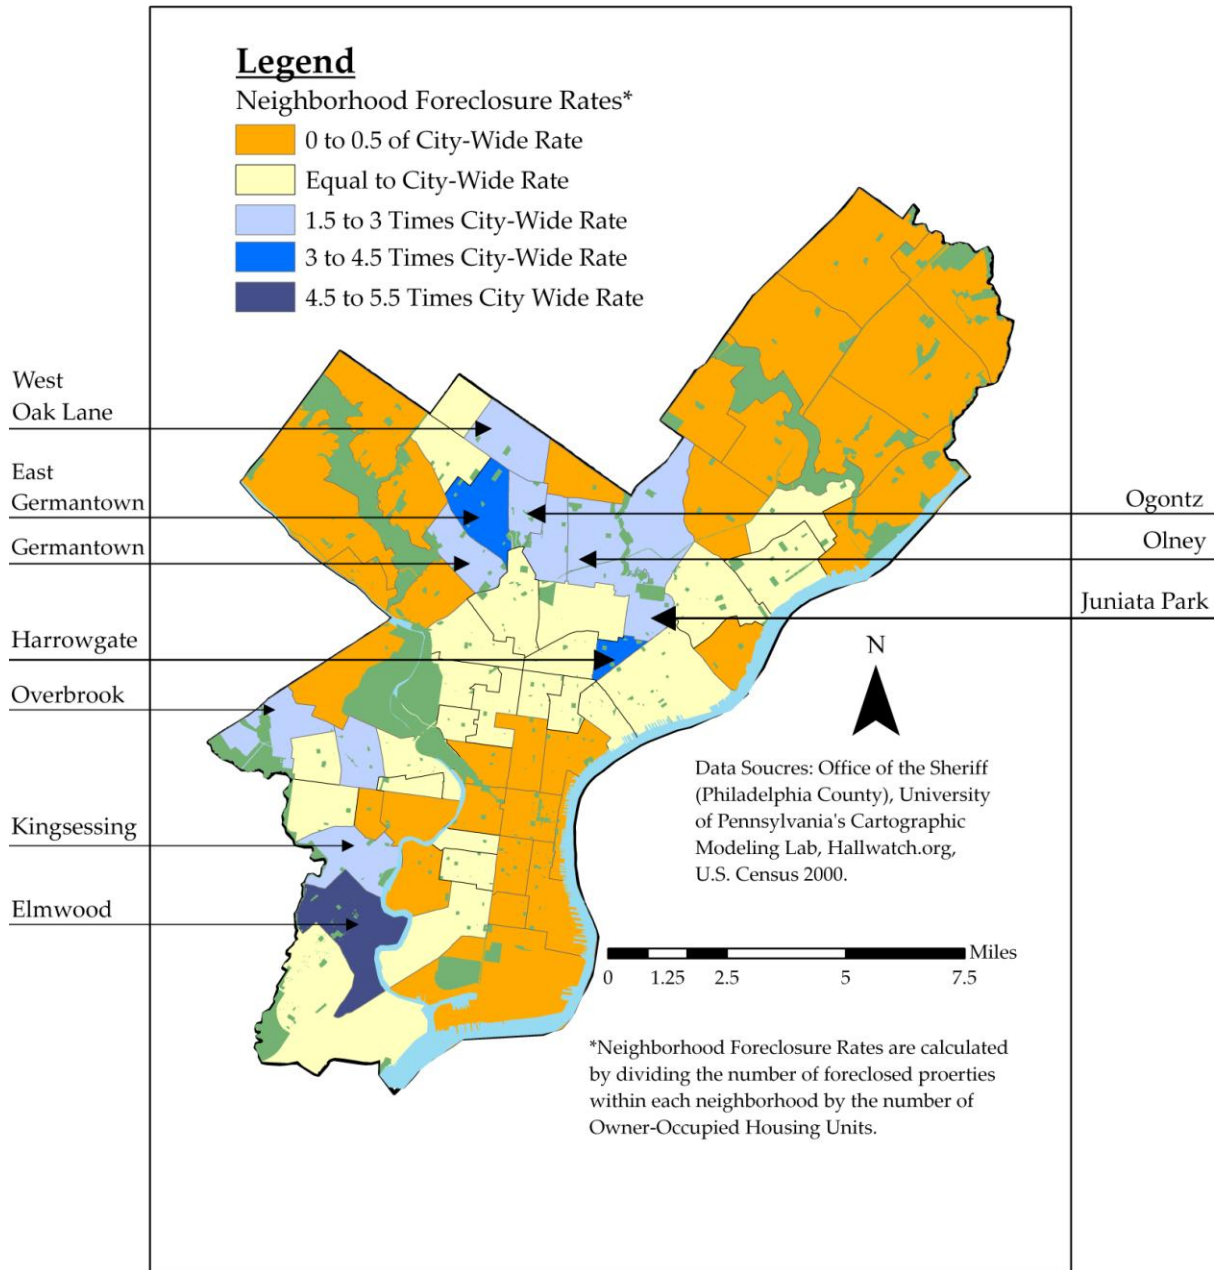 Legend
Neighborhood Foreclosure Rates*
0 to 0.5 of City-Wide Rate
Equal to City-Wide Rate
1.5 to 3 Times City-Wide Rate
3 to 4.5 Times City-Wide Rate
4.5 to 5.5 Times City Wide Rate
West
Oak Lane
East
Germantown
Germantown
Harrowgate
Overbrook
Kingsessing
Elmwood
Ogontz
Olney
Juniata Park
N
Data Soucres: Office of the Sheriff
(Philadelphia County), University
of Pennsylvania's Cartographic
Modeling Lab, Hallwatch.org,
U.S. Census 2000.
Miles
0 1.25 2.5 5 7.5
*Neighborhood Foreclosure Rates are calculated
by dividing the number of foreclosed proerties
within each neighborhood by the number of
Owner-Occupied Housing Units.